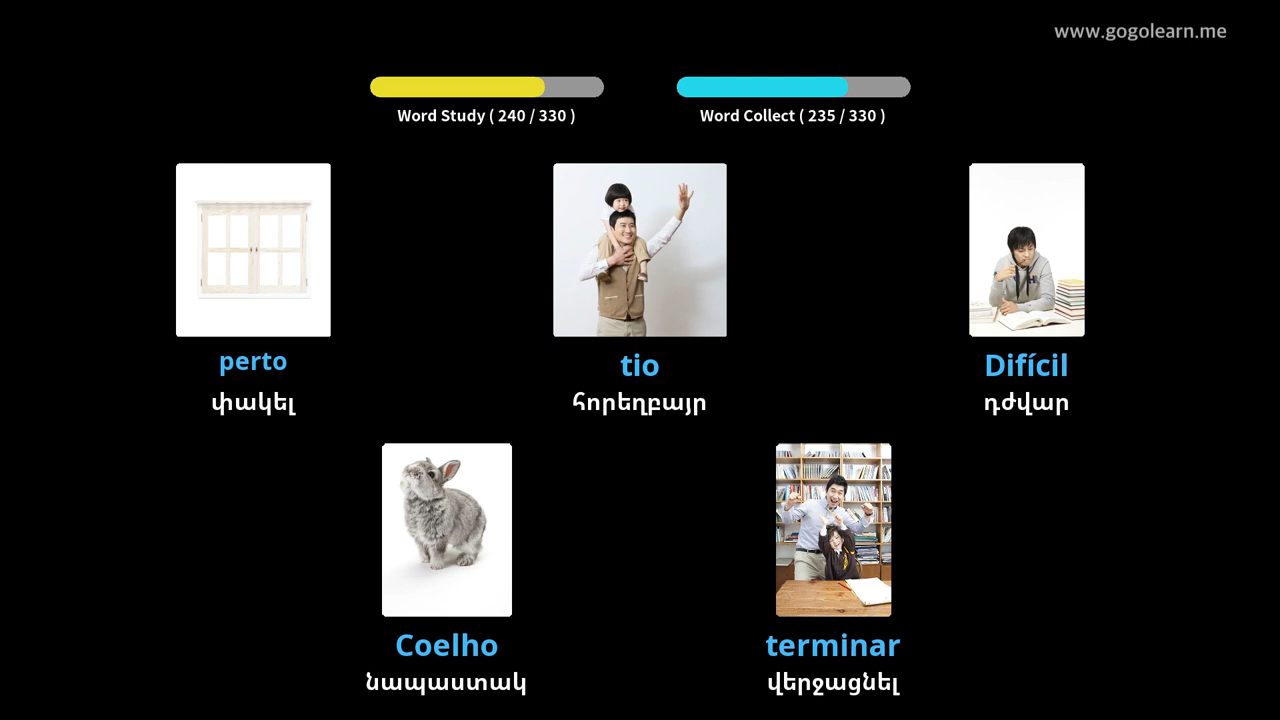 www.gogolearn.me
Word Study ( 240 / 330 )
Word Collect ( 235 / 330 )
perto
փակել
tio
հորեղբայր
Difícil
դժվար
Coelho
նապաստակ
terminar
վերջացնել